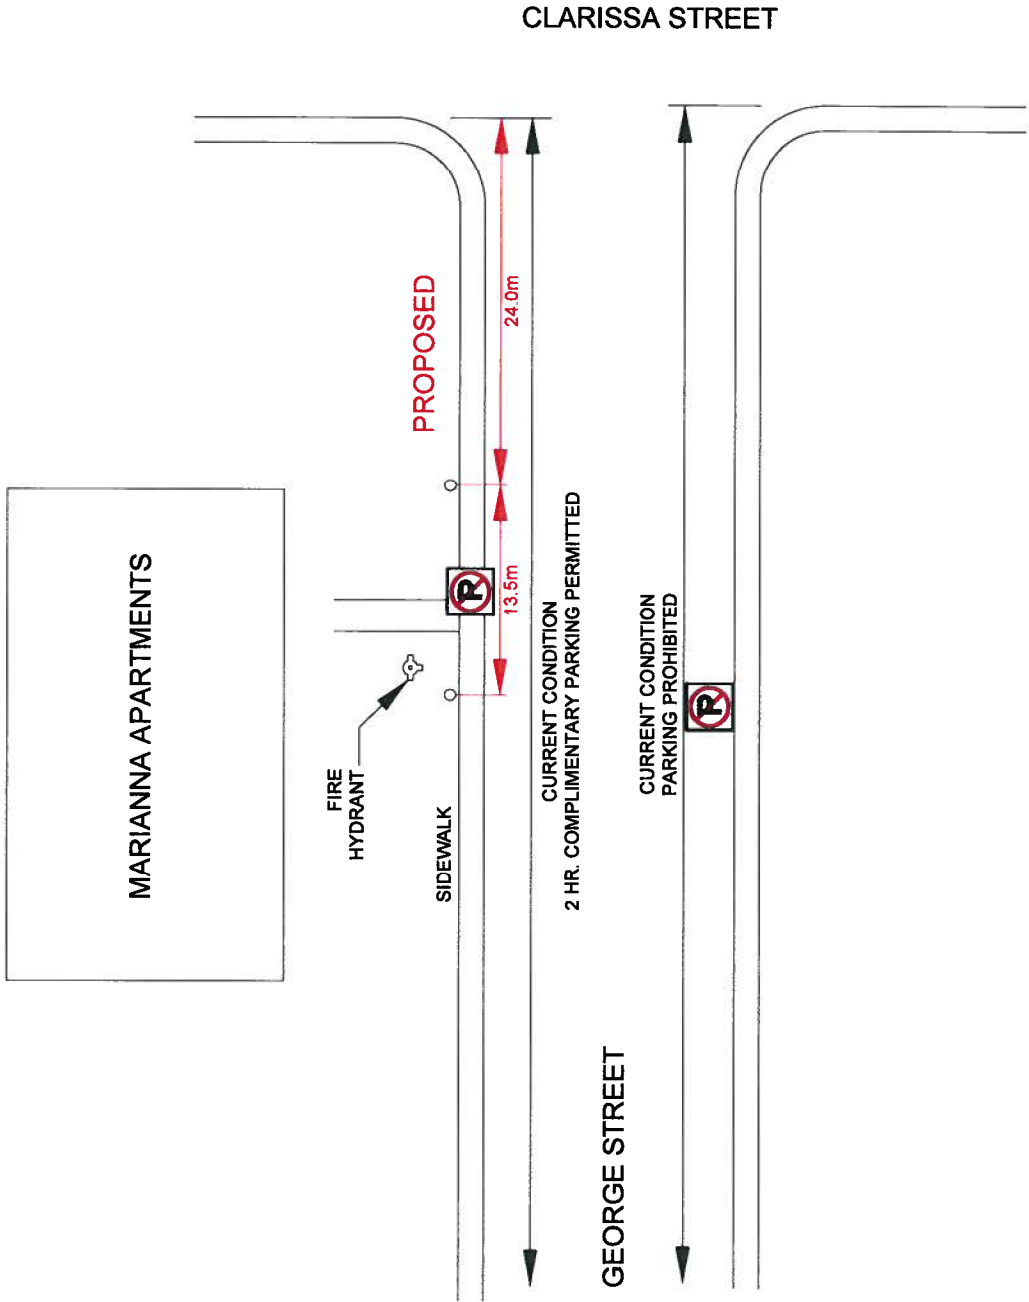 CLARISSA STREET
PROPOSED
24.0m
13.5m
MARIANNA APARTMENTS
FIRE
HYDRANT
SIDEWALK
P
CURRENT CONDITION
2 HR. COMPLIMENTARY PARKING PERMITTED
CURRENT CONDITION
PARKING PROHIBITED
P
GEORGE STREET